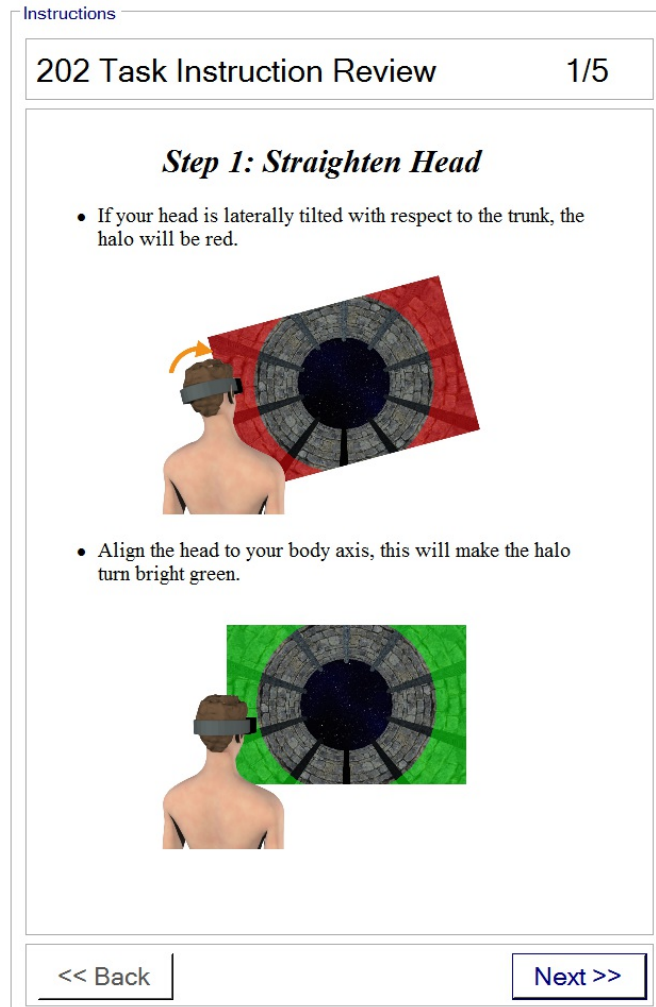 Instructions
202 Task Instruction Review 1/5
Step 1: Straighten Head
• If your head is laterally tilted with respect to the trunk, the
halo will be red.
• Align the head to your body axis, this will make the halo
turn bright green.
<< Back Next >>